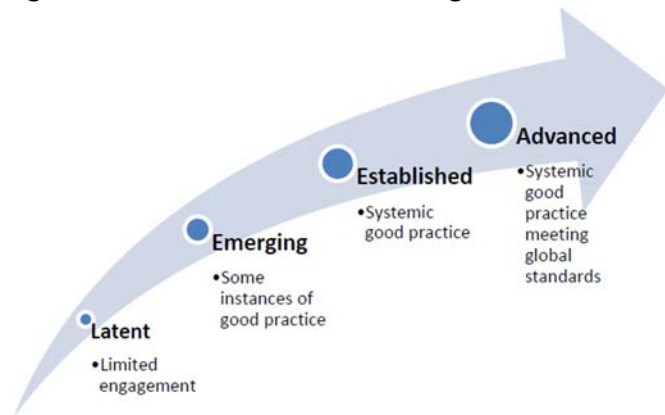 Latent
•Limited
engagement
Emerging
•Some
instances of
good practice
Established
•Systemic
good practice
Advanced
•Systemic
good
practice
meeting
global
standards